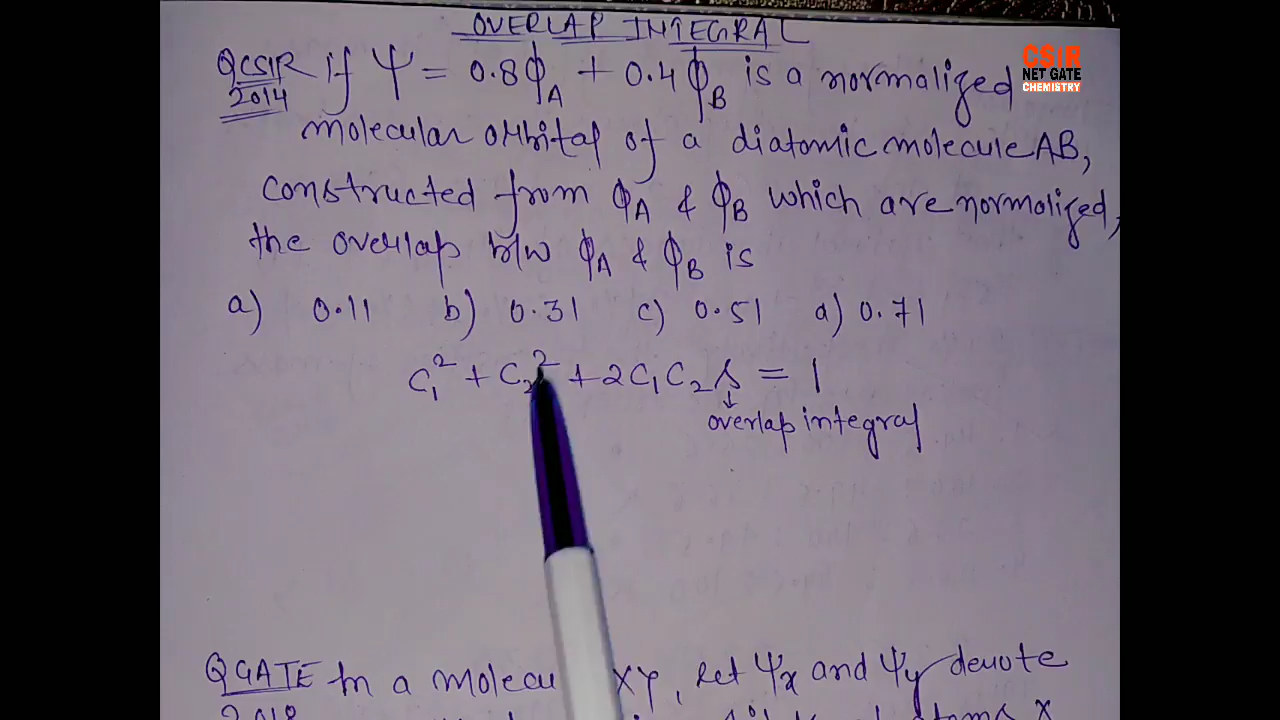 OVERLAP INTEGRAL
QCSIR 2014 if Ψ = 0.8ϕA + 0.4ϕB is a normalized
CSIR
NET GATE
CHEMISTRY
molecular orbital of a diatomic molecule AB,
constructed from ϕA & ϕB which are normalized,
the overlap b/w ϕA & ϕB is
a) 0.11 b) 0.31 c) 0.51 d) 0.71
C₁² + C₂² + 2C₁C₂S = 1
↓
overlap integral
QGATE In a molecu XY, let Ψx and Ψy denote
2018 atoms X